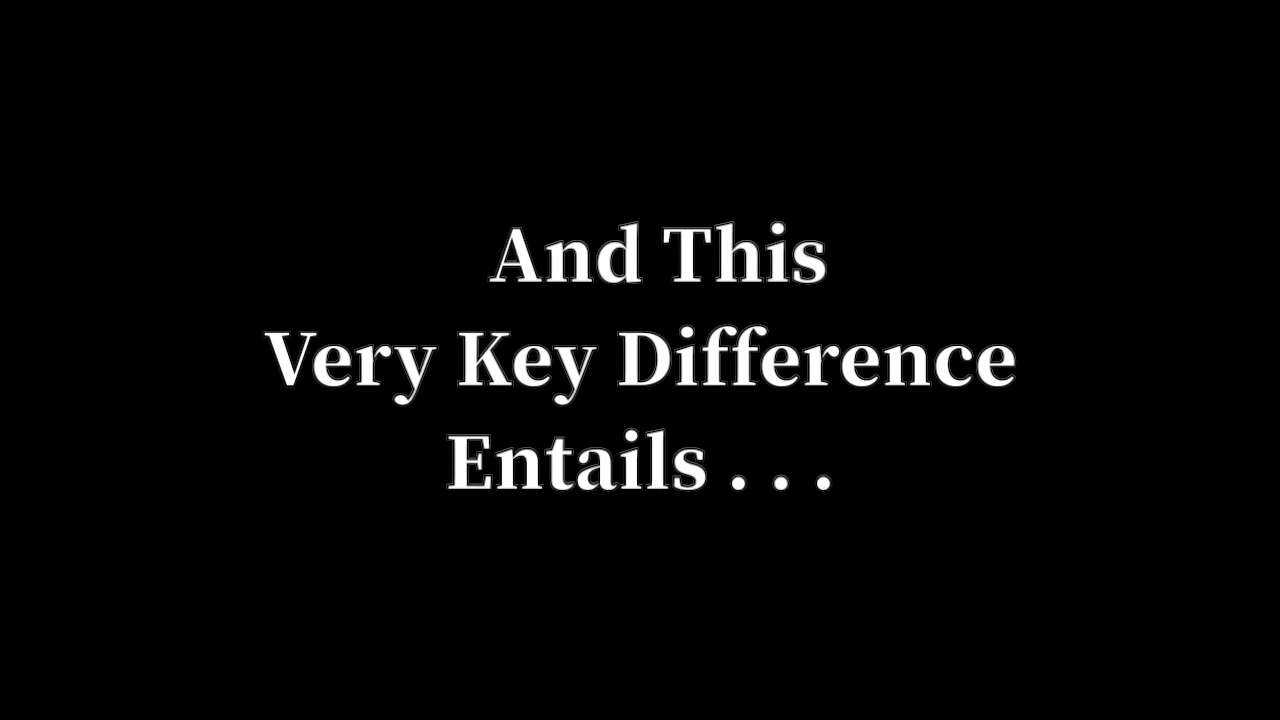 And This
Very Key Difference
Entails . . .